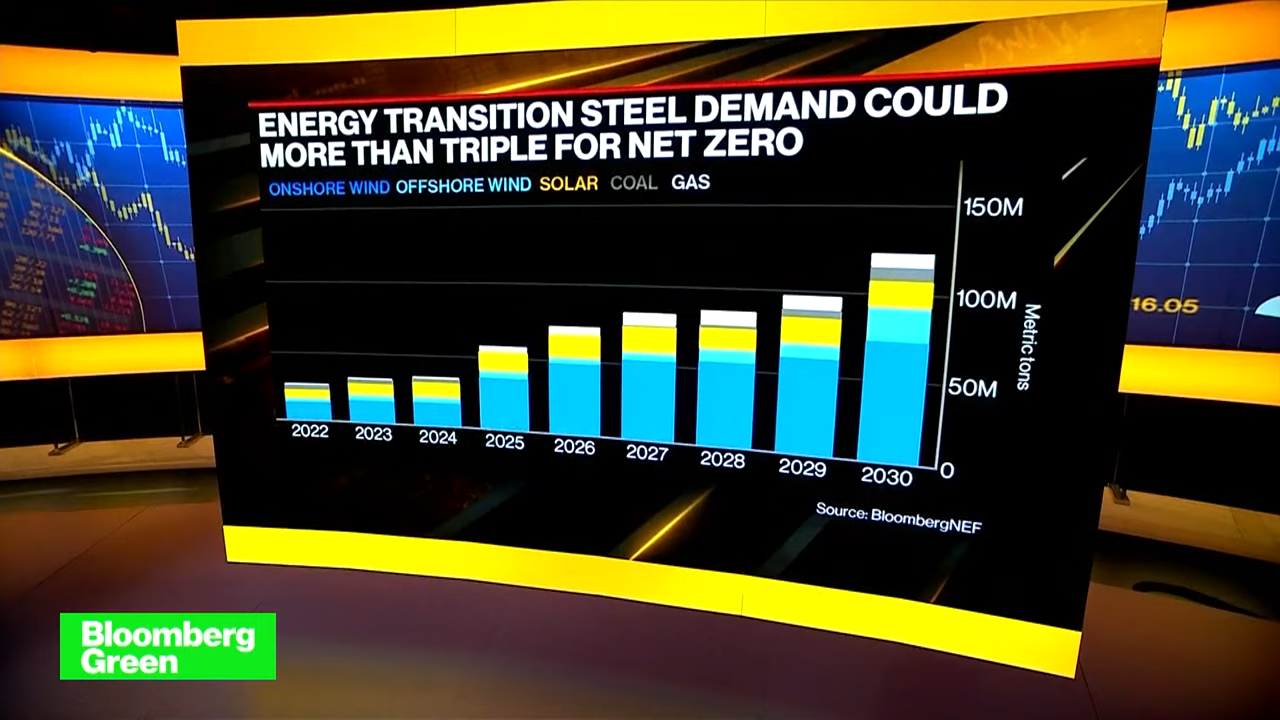 ENERGY TRANSITION STEEL DEMAND COULD
MORE THAN TRIPLE FOR NET ZERO
ONSHORE WIND OFFSHORE WIND SOLAR COAL GAS
150M
100M
50M
0
Metric tons
2022 2023 2024 2025 2026 2027 2028 2029 2030
Source: BloombergNEF
16.05
Bloomberg
Green